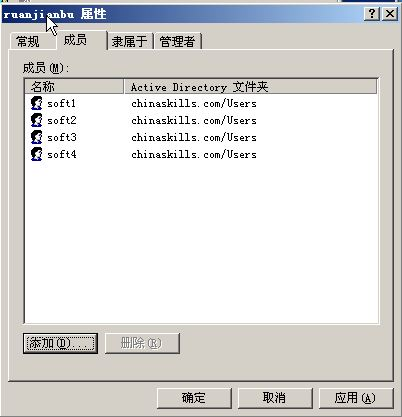 ruanjianbu 属性
常规 成员 隶属于 管理者
成员(M):
名称 Active Directory 文件夹
soft1 chinaskills.com/Users
soft2 chinaskills.com/Users
soft3 chinaskills.com/Users
soft4 chinaskills.com/Users
添加(D)... 删除(R)
确定 取消 应用(A)